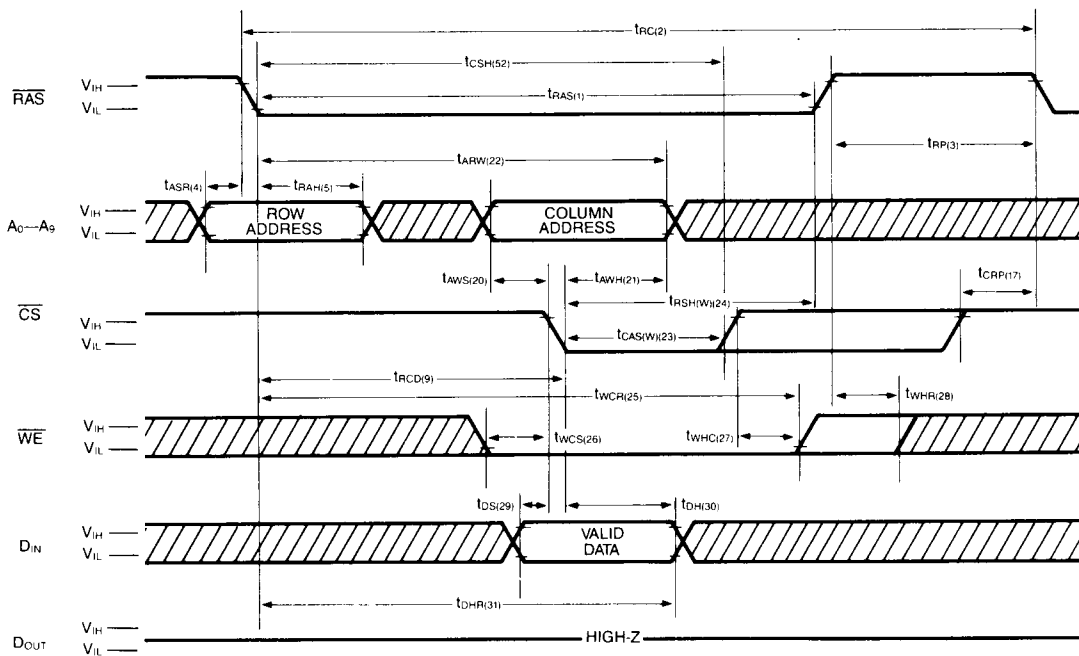 tRC(2)
tCSH(52)
RAS VIH
VIL
tRAS(1)
tRP(3)
tARW(22)
tASR(4) tRAH(5)
A0—A9 VIH
VIL
ROW
ADDRESS
COLUMN
ADDRESS
tAWS(20) tAWH(21) tCRP(17)
tRSH(W)(24)
CS VIH
VIL
tCAS(W)(23)
tRCD(9)
tWCR(25)
tWHR(28)
WE VIH
VIL
tWCS(26) tWHC(27)
tDS(29) tDH(30)
DIN VIH
VIL
VALID
DATA
tDHR(31)
DOUT VIH
VIL
HIGH-Z